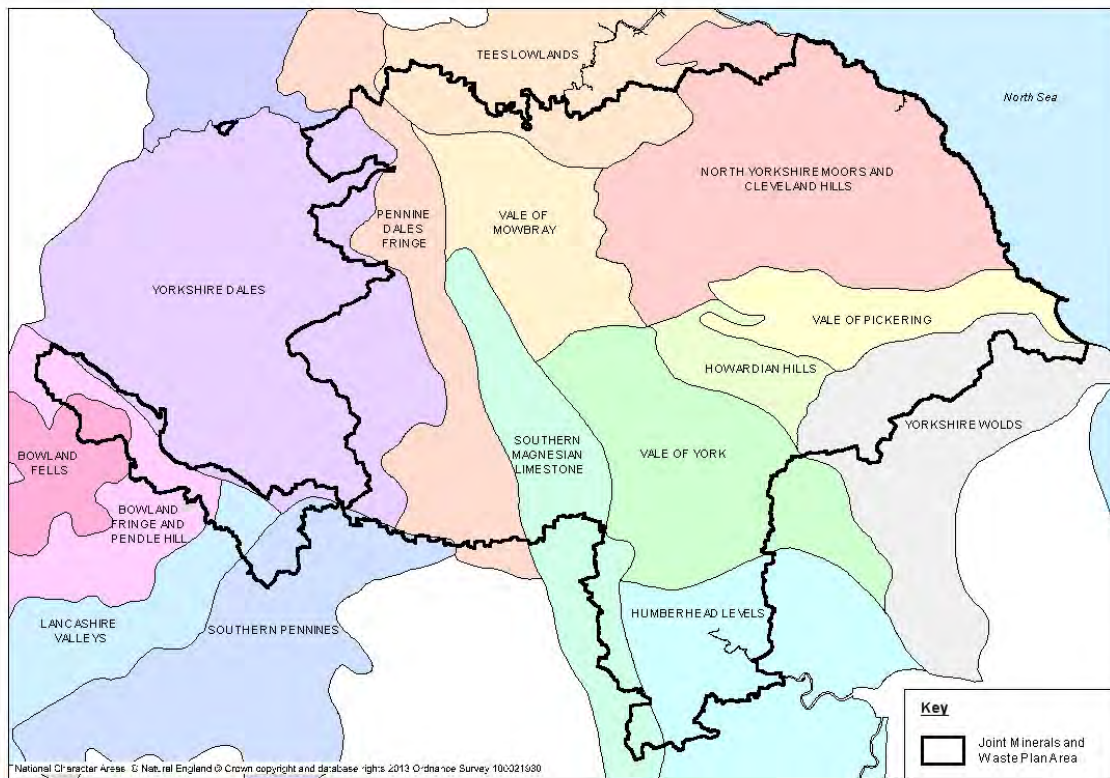 TEES LOWLANDS
North Sea
NORTH YORKSHIRE MOORS AND
CLEVELAND HILLS
PENNINE
DALES
FRINGE
VALE OF
MOWBRAY
YORKSHIRE DALES
VALE OF PICKERING
HOWARDIAN HILLS
YORKSHIRE WOLDS
SOUTHERN
MAGNESIAN
LIMESTONE
VALE OF YORK
BOWLAND
FELLS
BOWLAND
FRINGE AND
PENDLE HILL
HUMBERHEAD LEVELS
LANCASHIRE
VALLEYS
SOUTHERN PENNINES
Key
Joint Minerals and
Waste Plan Area
National Character Areas © Natural England © Crown copyright and database rights 2013 Ordnance Survey 100021930